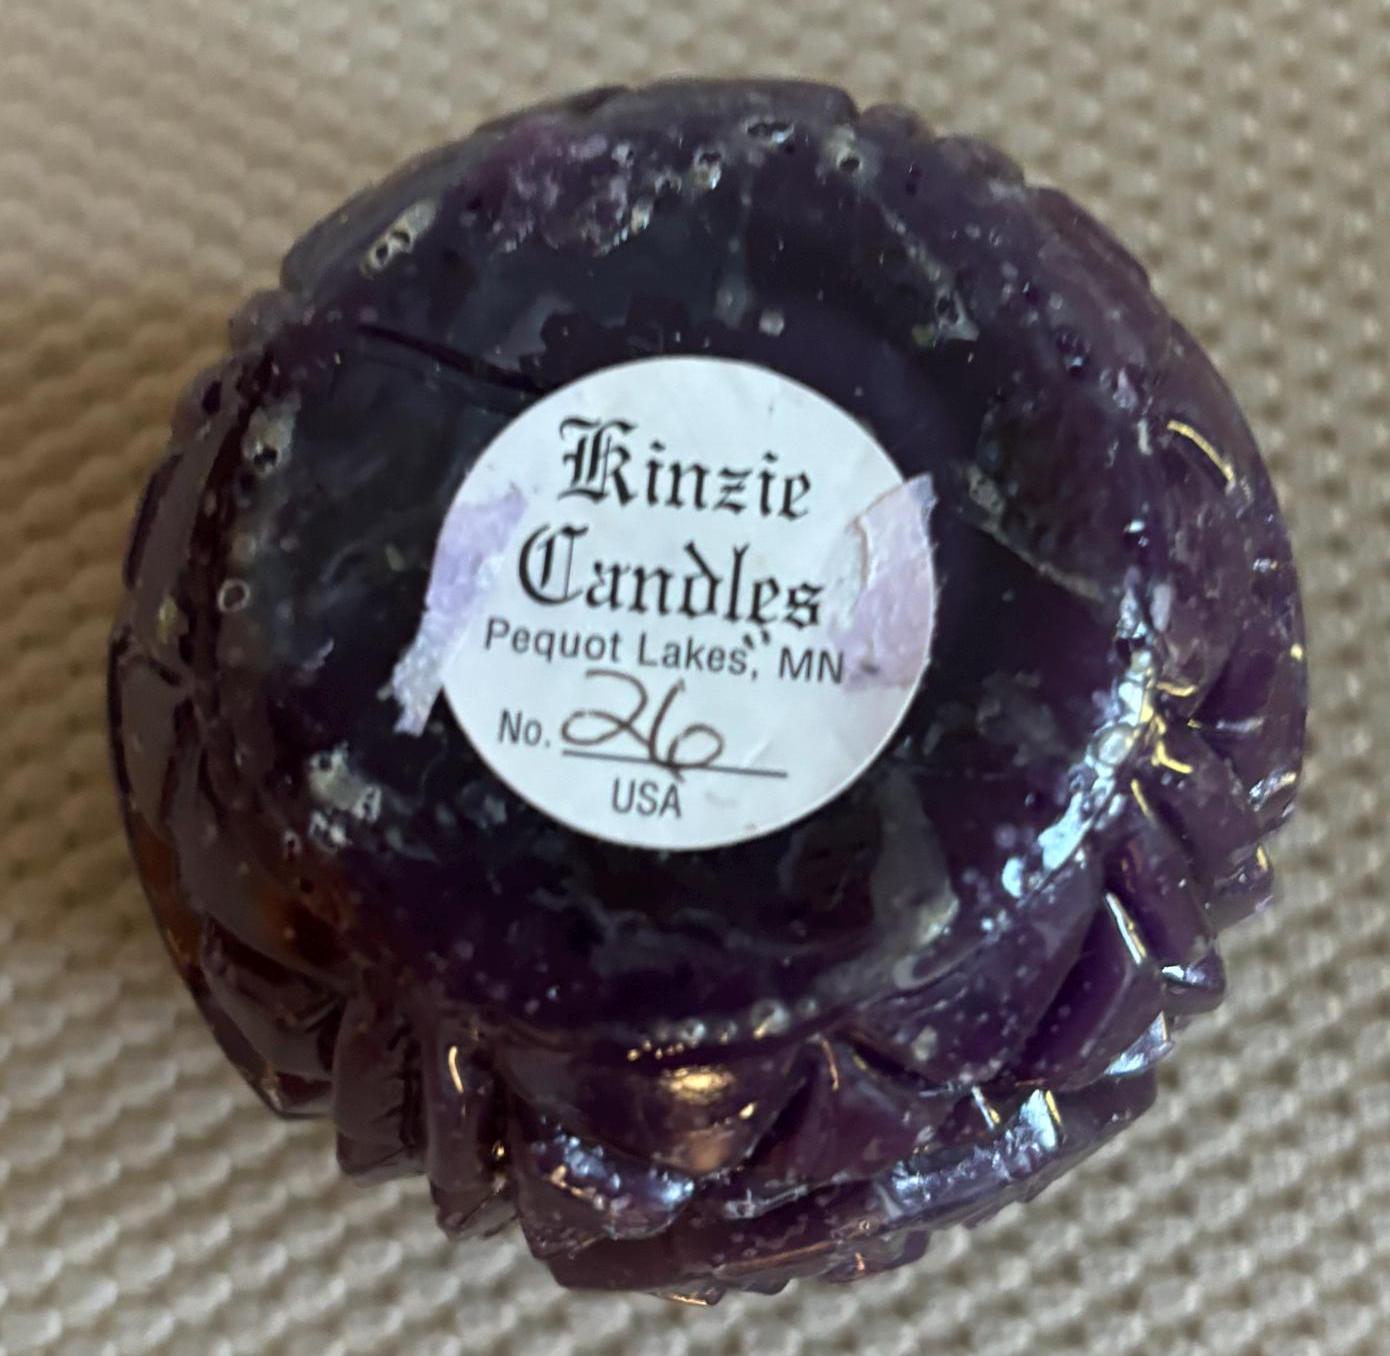 Kinzie
Candles
Pequot Lakes, MN
No. 26
USA